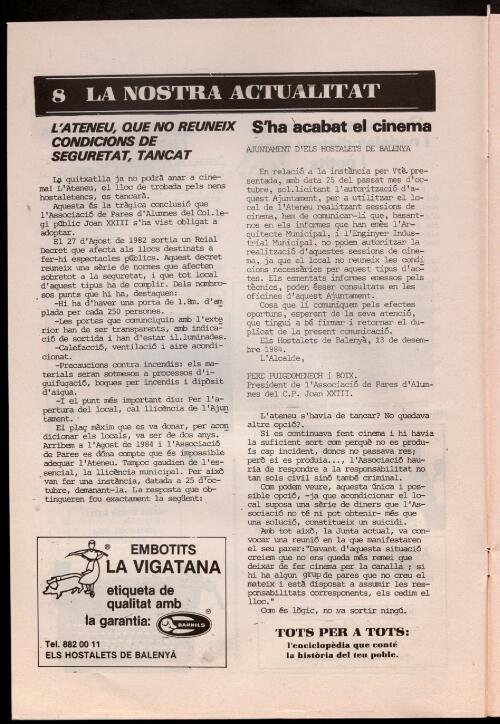 8 LA NOSTRA ACTUALITAT
L'ATENEU, QUE NO REUNEIX
CONDICIONS DE
SEGURETAT, TANCAT
La quitxatlla ja no podrà anar a cine-
ma! L'Ateneu, el lloc de trobada pels nens
hostaletencs, es tancarà.
Aquesta és la tràgica conclusió que
l'Associació de Pares d'Alumnes del Col.le-
gi públic Joan XXIII s'ha vist obligat a
adoptar.
El 27 d'Agost de 1982 sortia un Reial
Decret que afecta als llocs destinats à
fer-hi espectacles públics. Aquest decret
reuneix una sèrie de normes que afecten
sobretot a la seguretat, i que tot local
d'aquest tipus ha de complir. Dels nombro-
sos punts que hi ha, destaquen:
-Hi ha d'haver una porta de 1.8m. d'am
plada per cada 250 persones.
-Les portes que comuniquin amb l'exte
rior han de ser transparents, amb indica-
ció de sortida i han d'estar il.luminades.
-Calefacció, ventilació i aire acondi-
cionat.
-Precaucions contra incendis: els ma-
terials seran sotmesos a processos d'i-
guifugació, boques per incendis i dipòsit
d'aigua.
-I el punt més important diu: Per l'a-
pertura del local, cal llicència de l'Ajun
tament.
El plaç màxim que es va donar, per acon
dicionar els locals, va ser de dos anys.
Arribem a l'Agost de 1984 i l'Associació
de Pares es dóna compte que és impossible
adequar l'Ateneu. Tampoc gaudien de l'es-
sencial, la llicència municipal. Per això
van fer una instància, datada a 25 d'oc-
tubre, demanant-la. La resposta que ob-
tingueren fou exactament la següent:
EMBOTITS
LA VIGATANA
etiqueta de
qualitat amb
la garantia:
BARNILS
®
Tel. 882 00 11
ELS HOSTALETS DE BALENYÀ
S'ha acabat el cinema
AJUNTAMENT D'ELS HOSTALETS DE BALENYA
En relació a la instància per Vtè. pre-
sentada, amb data 25 del passat mes d'oc-
tubre, sol.licitant l'autorització d'a-
quest Ajuntament, per a utilitzar el lo-
cal de l'Ateneu realitzant sessions de
cinema, hem de comunicar-li que, basant-
nos en els informes que han emès l'Ar-
quitecte Municipal, i l'Enginyer Indus-
trial Municipal, no podem autoritzar la
realització d'aquestes sessions de cine-
ma, ja que el local no reuneix les condi
cions necessàries per aquest tipus d'ac-
tes. Els esmentats informes emessos pels
tècnics, poden ésser consultats en les
oficines d'aquest Ajuntament.
Cosa que li comuniquem pels efectes
oportuns, esperant de la seva atenció,
que tingui a bé firmar i retornar el du-
plicat de la present comunicació.
Els Hostalets de Balenyà, 13 de desem-
bre 1984.
L'Alcalde,
PERE PUIGDOMENECH i BOIX.
President de l'Associació de Pares d'Alum-
nes del C.P. Joan XXIII.
L'ateneu s'havia de tancar? No quedava
altre opció?.
Si es continuava fent cinema i hi havia
la suficient sort com perquè no es produ-
ís cap incident, doncs no passava res;
però si es produïa..., l'Associació hau-
ria de respondre a la responsabilitat no
tan sols civil sinó també criminal.
Com podem veure, aquesta única i pos-
sible opció, -ja que acondicionar el lo-
cal suposa una sèrie de diners que l'As-
sociació no té ni pot obtenir- més que
una solució, constitueix un suicidi.
Amb tot això, la Junta actual, va con-
vocar una reunió en la que manifestaren
el seu parer:"Davant d'aquesta situació
creiem que no ens queda més remei que
deixar de fer cinema per la canalla ; si
hi ha algun grup de pares que no creu el
mateix i està disposat a assumir les res-
ponsabilitats corresponents, els cedim el
lloc."
Com és lògic, no va sortir ningú.
TOTS PER A TOTS:
l'enciclopèdia que conté
la història del teu poble.